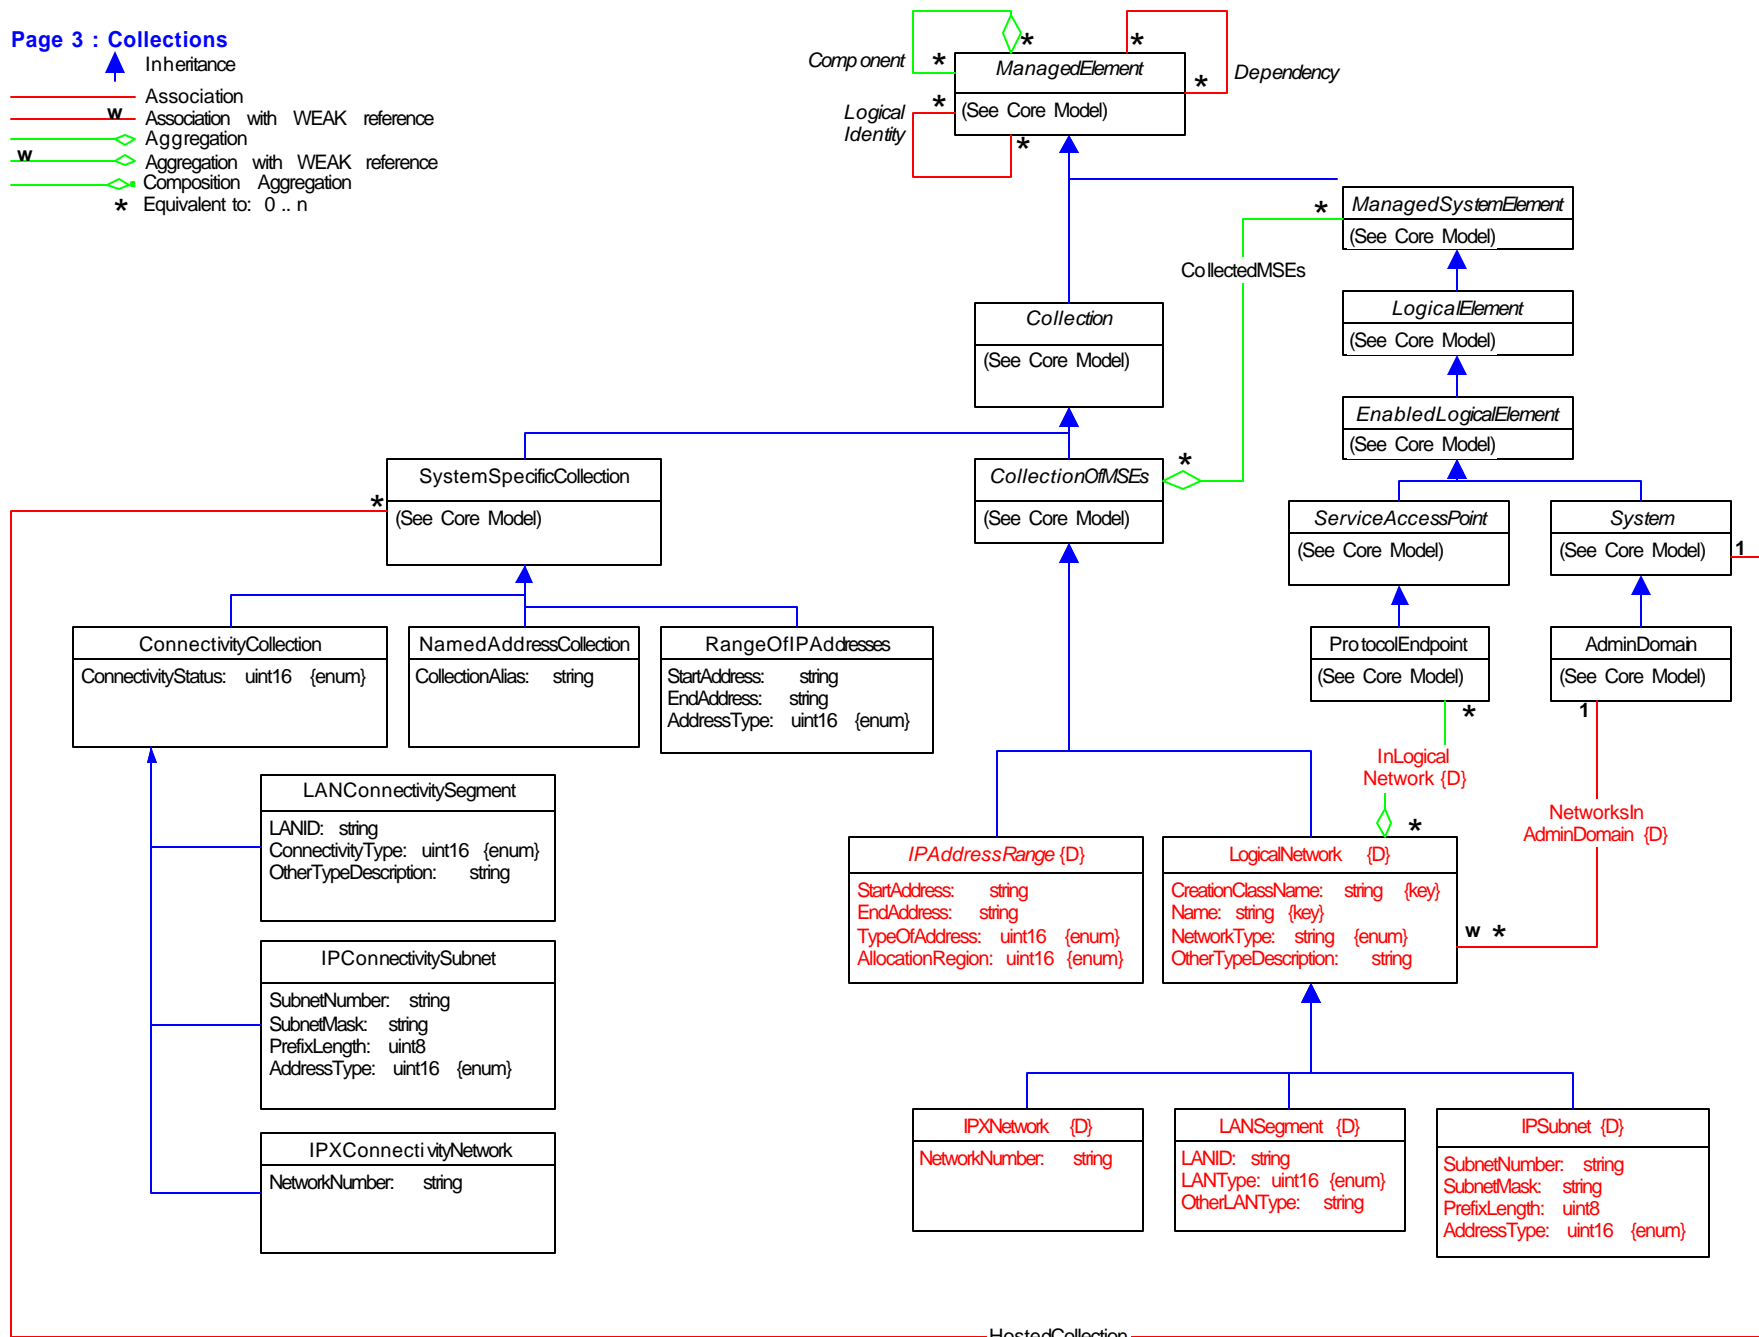 Page 3 : Collections
Inheritance
Association
w Association with WEAK reference
Aggregation
w Aggregation with WEAK reference
Composition Aggregation
* Equivalent to: 0 .. n
Component
*
*
ManagedElement
(See Core Model)
*
*
Dependency
Logical
Identity
*
*
*
ManagedSystemElement
(See Core Model)
CollectedMSEs
LogicalElement
(See Core Model)
Collection
(See Core Model)
EnabledLogicalElement
(See Core Model)
SystemSpecificCollection
(See Core Model)
*
CollectionOfMSEs
(See Core Model)
*
ServiceAccessPoint
(See Core Model)
System
(See Core Model)
1
ConnectivityCollection
ConnectivityStatus: uint16 {enum}
NamedAddressCollection
CollectionAlias: string
RangeOfIPAddresses
StartAddress: string
EndAddress: string
AddressType: uint16 {enum}
ProtocolEndpoint
(See Core Model)
*
AdminDomain
(See Core Model)
1
InLogical
Network {D}
*
NetworksIn
AdminDomain {D}
LANConnectivitySegment
LANID: string
ConnectivityType: uint16 {enum}
OtherTypeDescription: string
IPAddressRange {D}
StartAddress: string
EndAddress: string
TypeOfAddress: uint16 {enum}
AllocationRegion: uint16 {enum}
LogicalNetwork {D}
CreationClassName: string {key}
Name: string {key}
NetworkType: string {enum}
OtherTypeDescription: string
w *
IPConnectivitySubnet
SubnetNumber: string
SubnetMask: string
PrefixLength: uint8
AddressType: uint16 {enum}
IPXConnectivityNetwork
NetworkNumber: string
IPXNetwork {D}
NetworkNumber: string
LANSegment {D}
LANID: string
LANType: uint16 {enum}
OtherLANType: string
IPSubnet {D}
SubnetNumber: string
SubnetMask: string
PrefixLength: uint8
AddressType: uint16 {enum}
HostedCollection